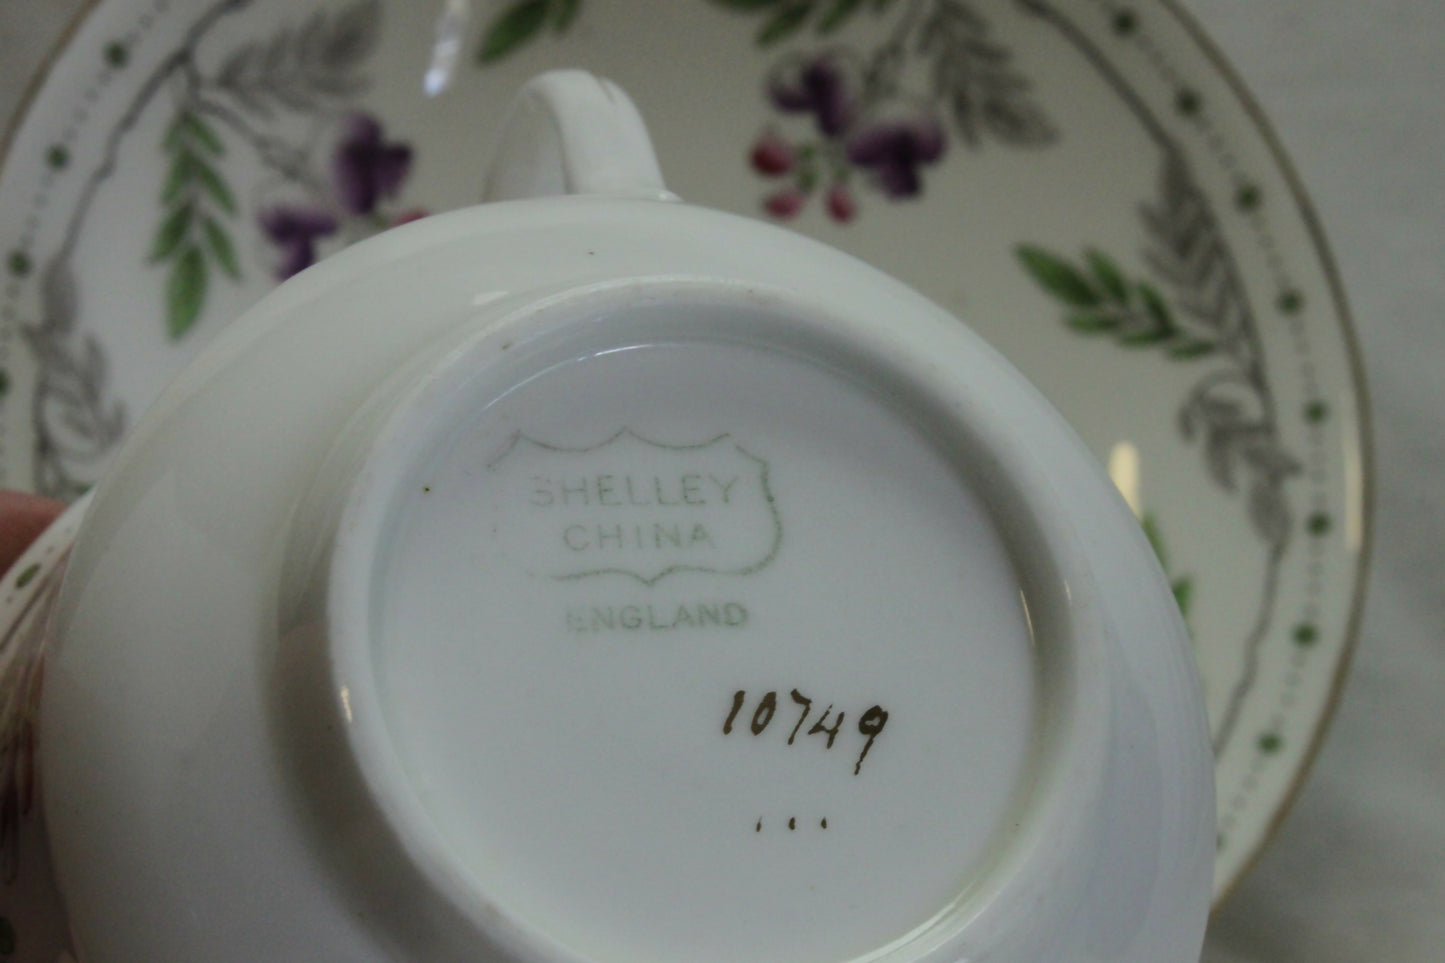 SHELLEY
CHINA
ENGLAND
10749
...